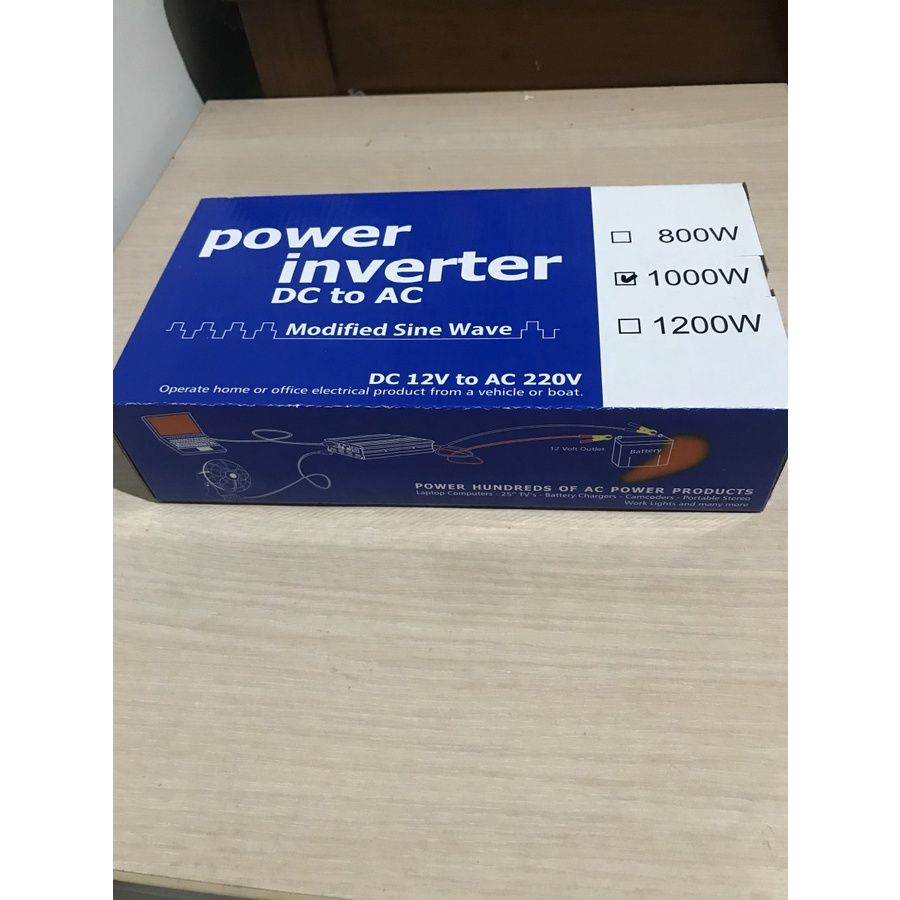 power
inverter
DC to AC
Modified Sine Wave
DC 12V to AC 220V
Operate home or office electrical product from a vehicle or boat.
800W
1000W
1200W
12 Volt Outlet
Battery
POWER HUNDREDS OF AC POWER PRODUCTS
Laptop Computers - 25" TV's - Battery Chargers - Camcoders - Portable Stereo
Work Lights and many more